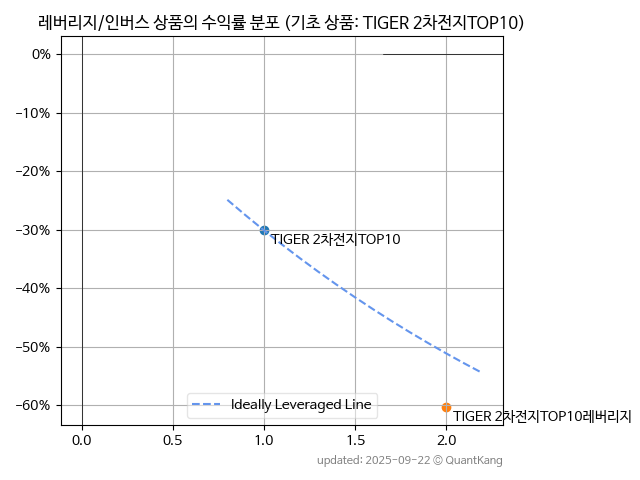 레버리지/인버스 상품의 수익률 분포 (기초 상품: TIGER 2차전지TOP10)
0%
−10%
−20%
−30%
TIGER 2차전지TOP10
−40%
−50%
−60%
Ideally Leveraged Line
TIGER 2차전지TOP10레버리지
0.0 0.5 1.0 1.5 2.0
updated: 2025-09-22 © QuantKang